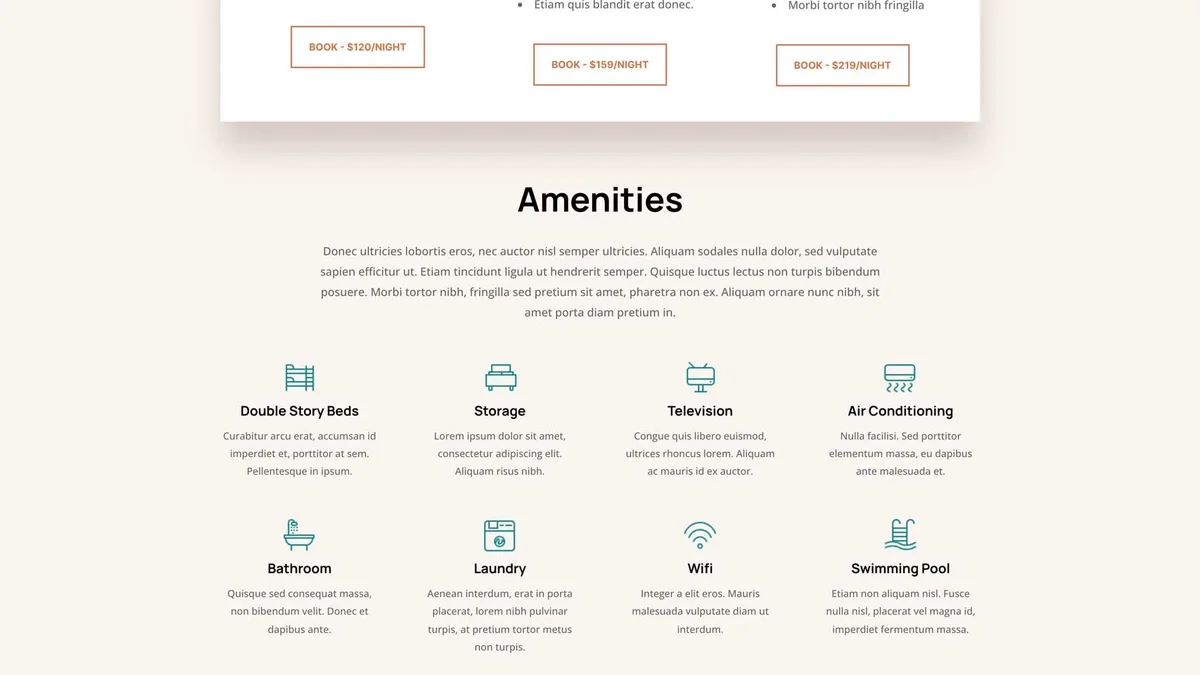 Etiam quis blandit erat donec.
Morbi tortor nibh fringilla
BOOK - $120/NIGHT
BOOK - $159/NIGHT
BOOK - $219/NIGHT
Amenities
Donec ultricies lobortis eros, nec auctor nisl semper ultricies. Aliquam sodales nulla dolor, sed vulputate
sapien efficitur ut. Etiam tincidunt ligula ut hendrerit semper. Quisque luctus lectus non turpis bibendum
posuere. Morbi tortor nibh, fringilla sed pretium sit amet, pharetra non ex. Aliquam ornare nunc nibh, sit
amet porta diam pretium in.
Double Story Beds
Curabitur arcu erat, accumsan id
imperdiet et, porttitor at sem.
Pellentesque in ipsum.
Storage
Lorem ipsum dolor sit amet,
consectetur adipiscing elit.
Aliquam risus nibh.
Television
Congue quis libero euismod,
ultrices rhoncus lorem. Aliquam
ac mauris id ex auctor.
Air Conditioning
Nulla facilisi. Sed porttitor
elementum massa, eu dapibus
ante malesuada et.
Bathroom
Quisque sed consequat massa,
non bibendum velit. Donec et
dapibus ante.
Laundry
Aenean interdum, erat in porta
placerat, lorem nibh pulvinar
turpis, at pretium tortor metus
non turpis.
Wifi
Integer a elit eros. Mauris
malesuada vulputate diam ut
interdum.
Swimming Pool
Etiam non aliquam nisl. Fusce
nulla nisl, placerat vel magna id,
imperdiet fermentum massa.